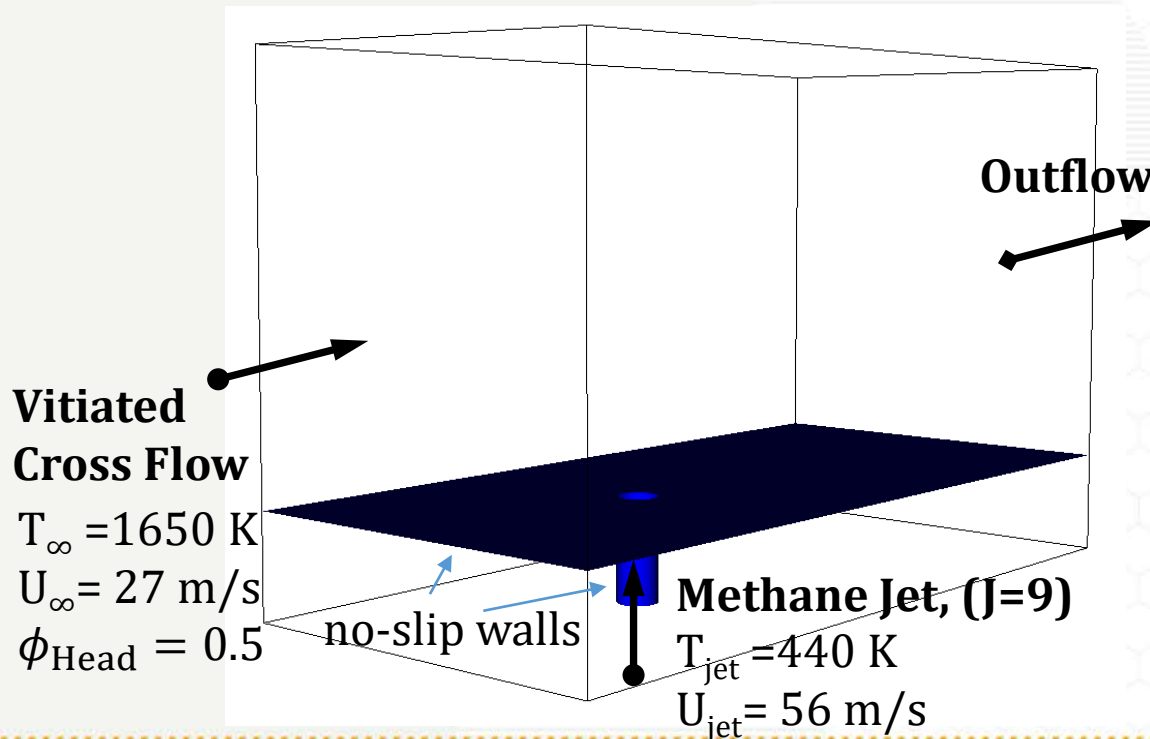 Outflow
Vitiated
Cross Flow
T∞ =1650 K
U∞= 27 m/s
ϕHead = 0.5
no-slip walls
Methane Jet, (J=9)
Tjet =440 K
Ujet= 56 m/s